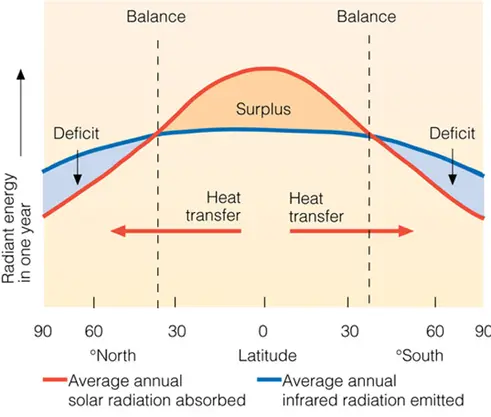 Balance
Balance
Surplus
Deficit
Deficit
Heat
transfer
Heat
transfer
Radiant energy
in one year
90 60 30 0 30 60 90
°North Latitude °South
Average annual
solar radiation absorbed
Average annual
infrared radiation emitted